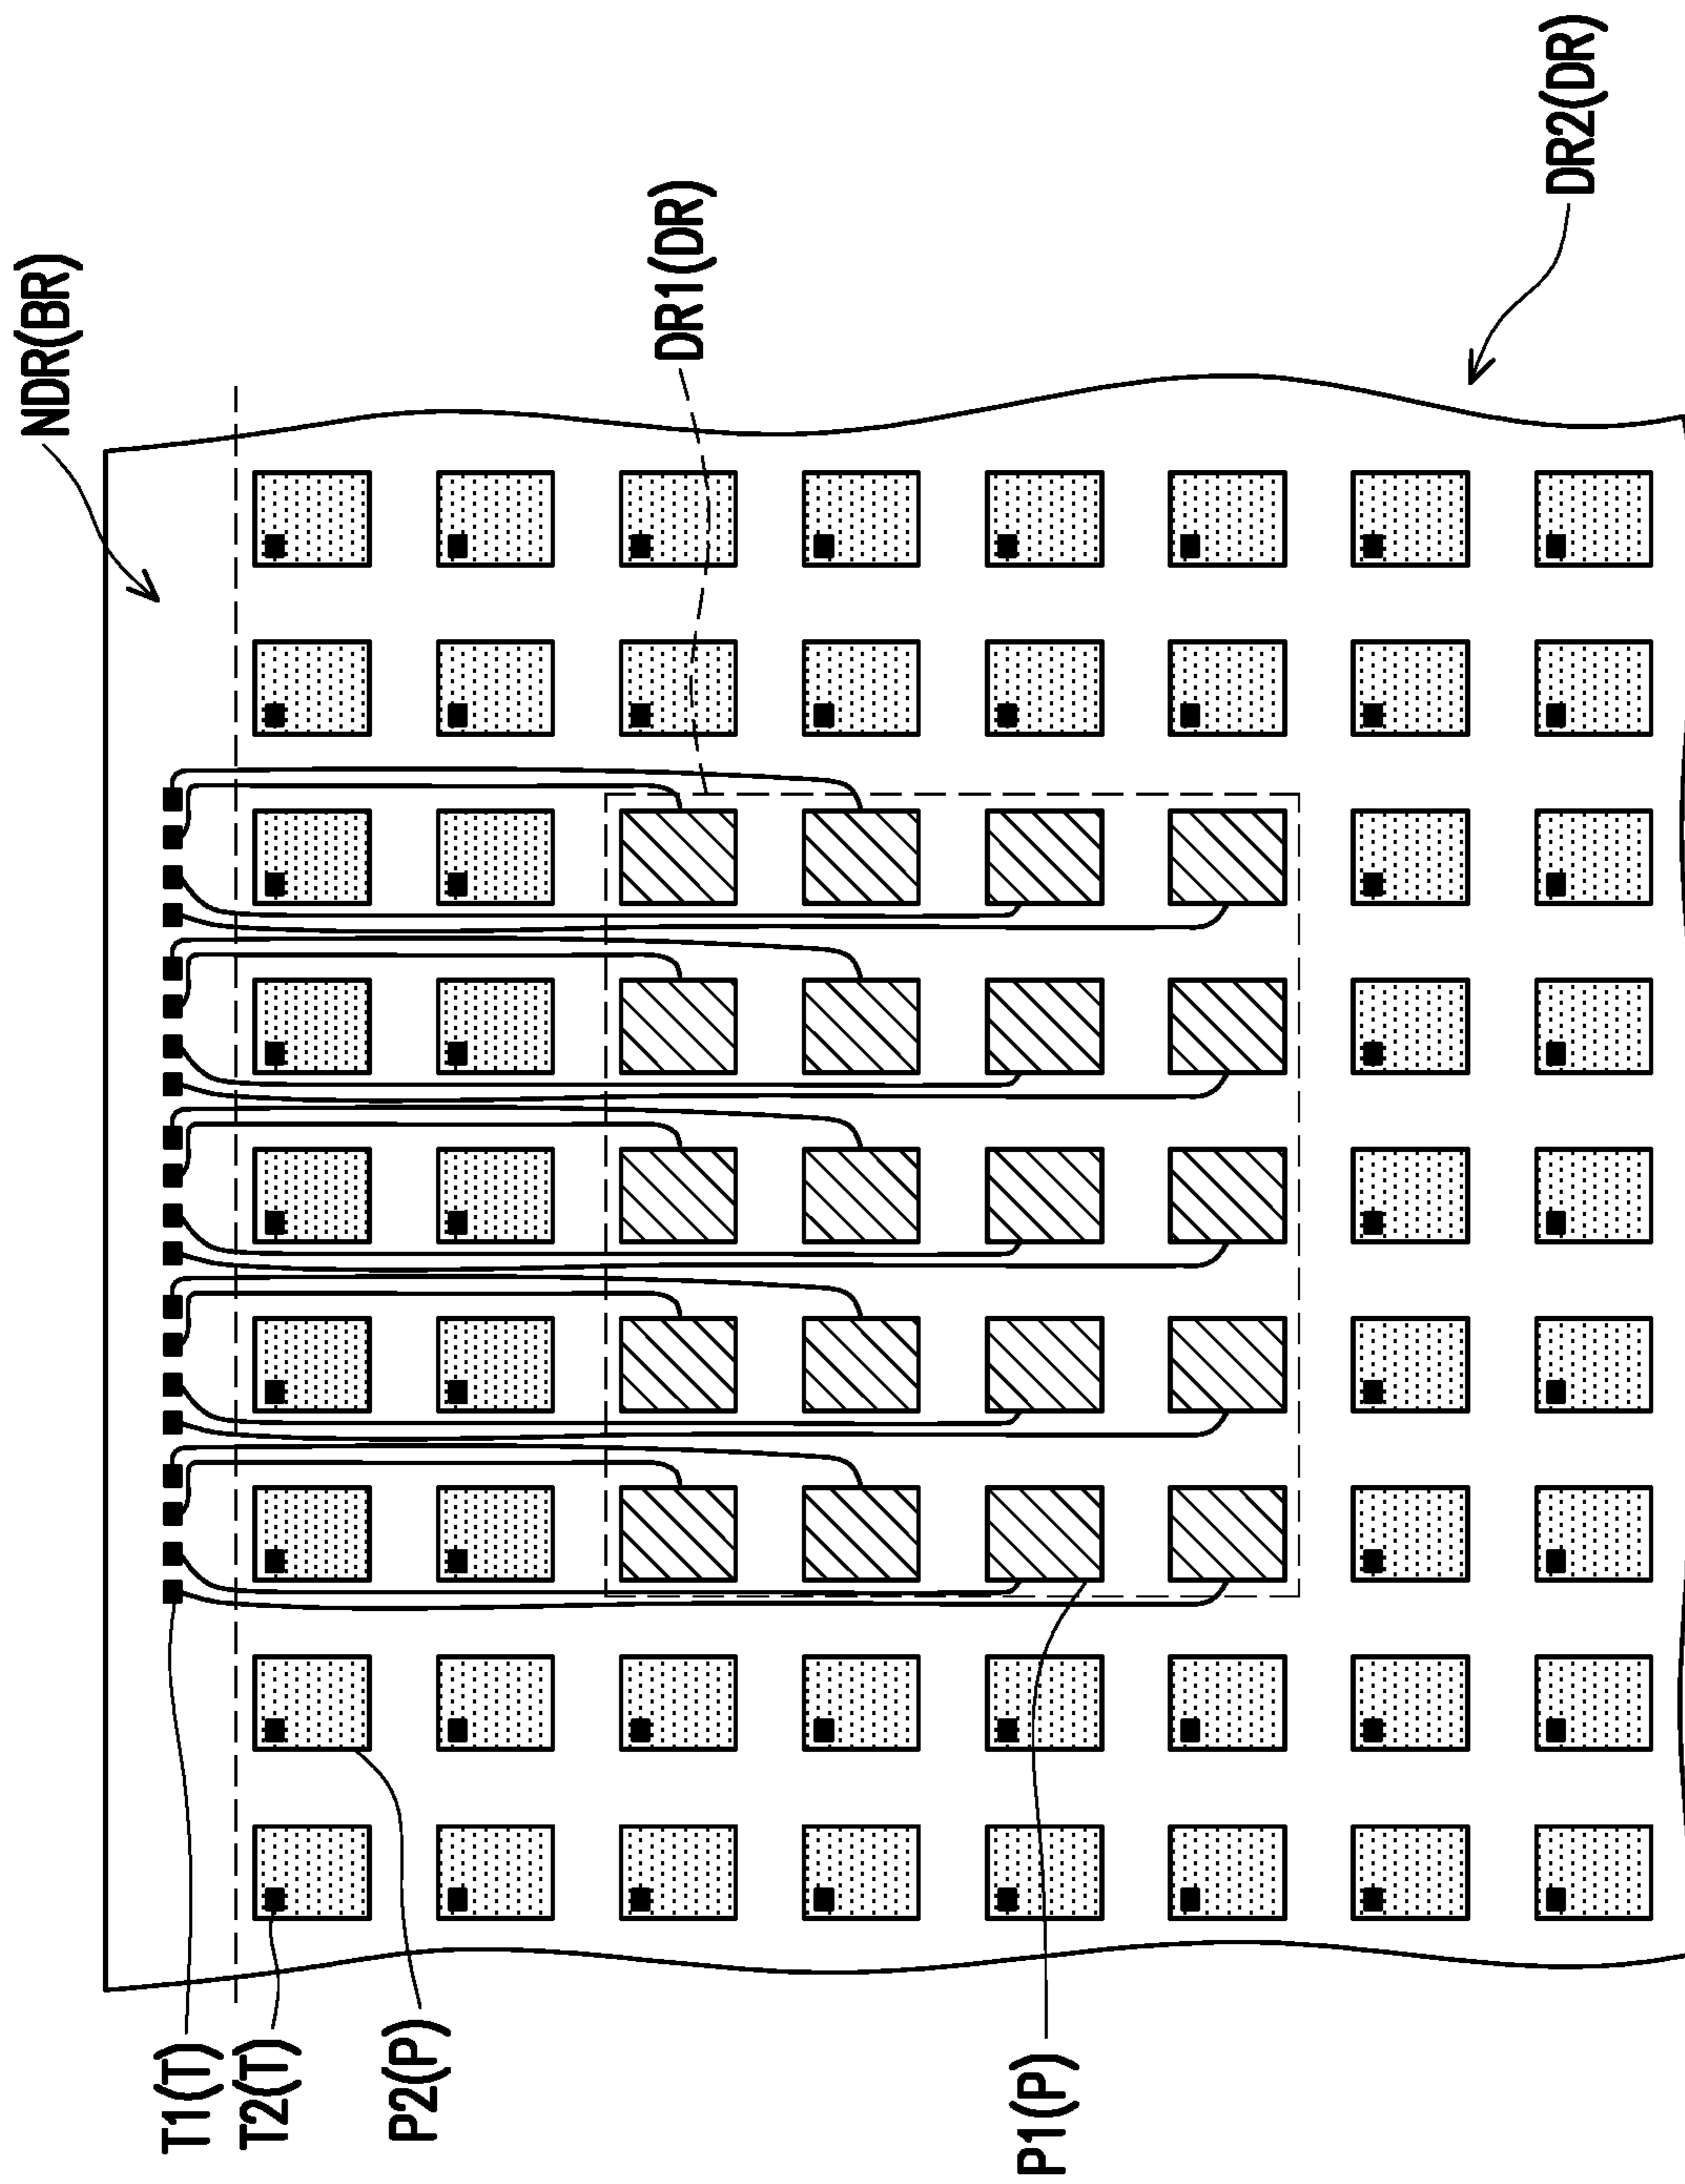 NDR(BR)
DR1(DR)
DR2(DR)
T1(T)
T2(T)
P2(P)
P1(P)